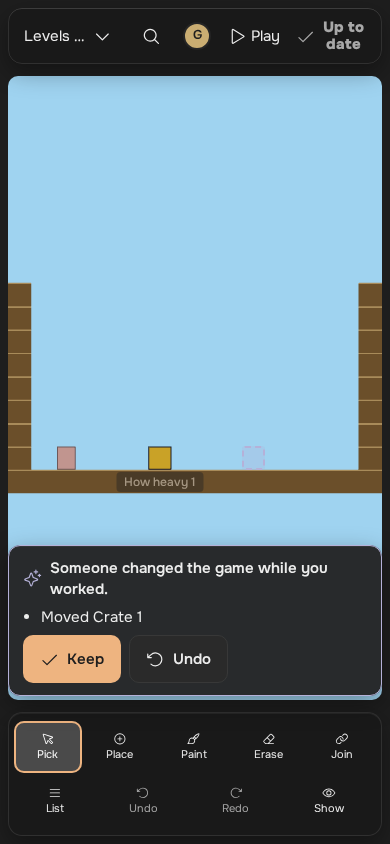 Levels ...
G
Play
Up to
date
How heavy 1
Someone changed the game while you
worked.
• Moved Crate 1
Keep
Undo
Pick
Place
Paint
Erase
Join
List
Undo
Redo
Show